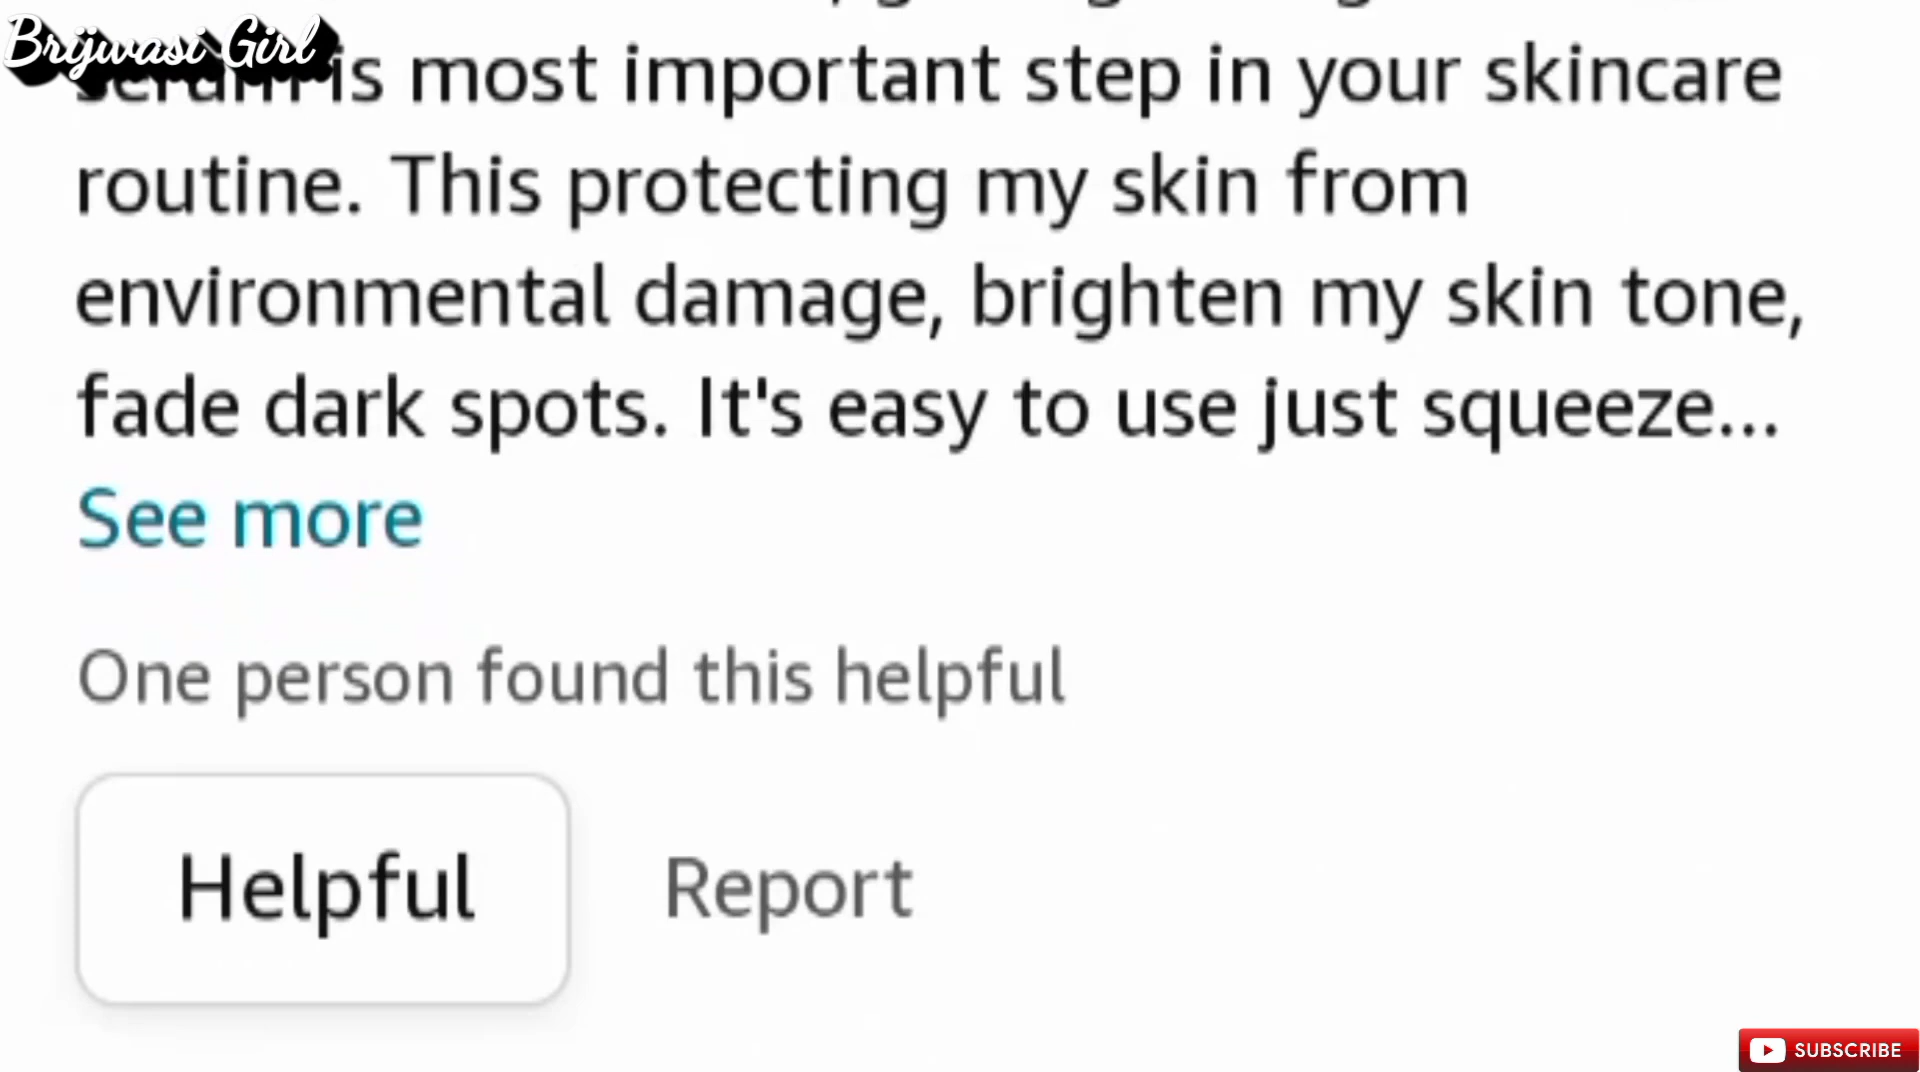 Brijwasi Girl
serum is most important step in your skincare
routine. This protecting my skin from
environmental damage, brighten my skin tone,
fade dark spots. It's easy to use just squeeze...
See more
One person found this helpful
Helpful
Report
SUBSCRIBE